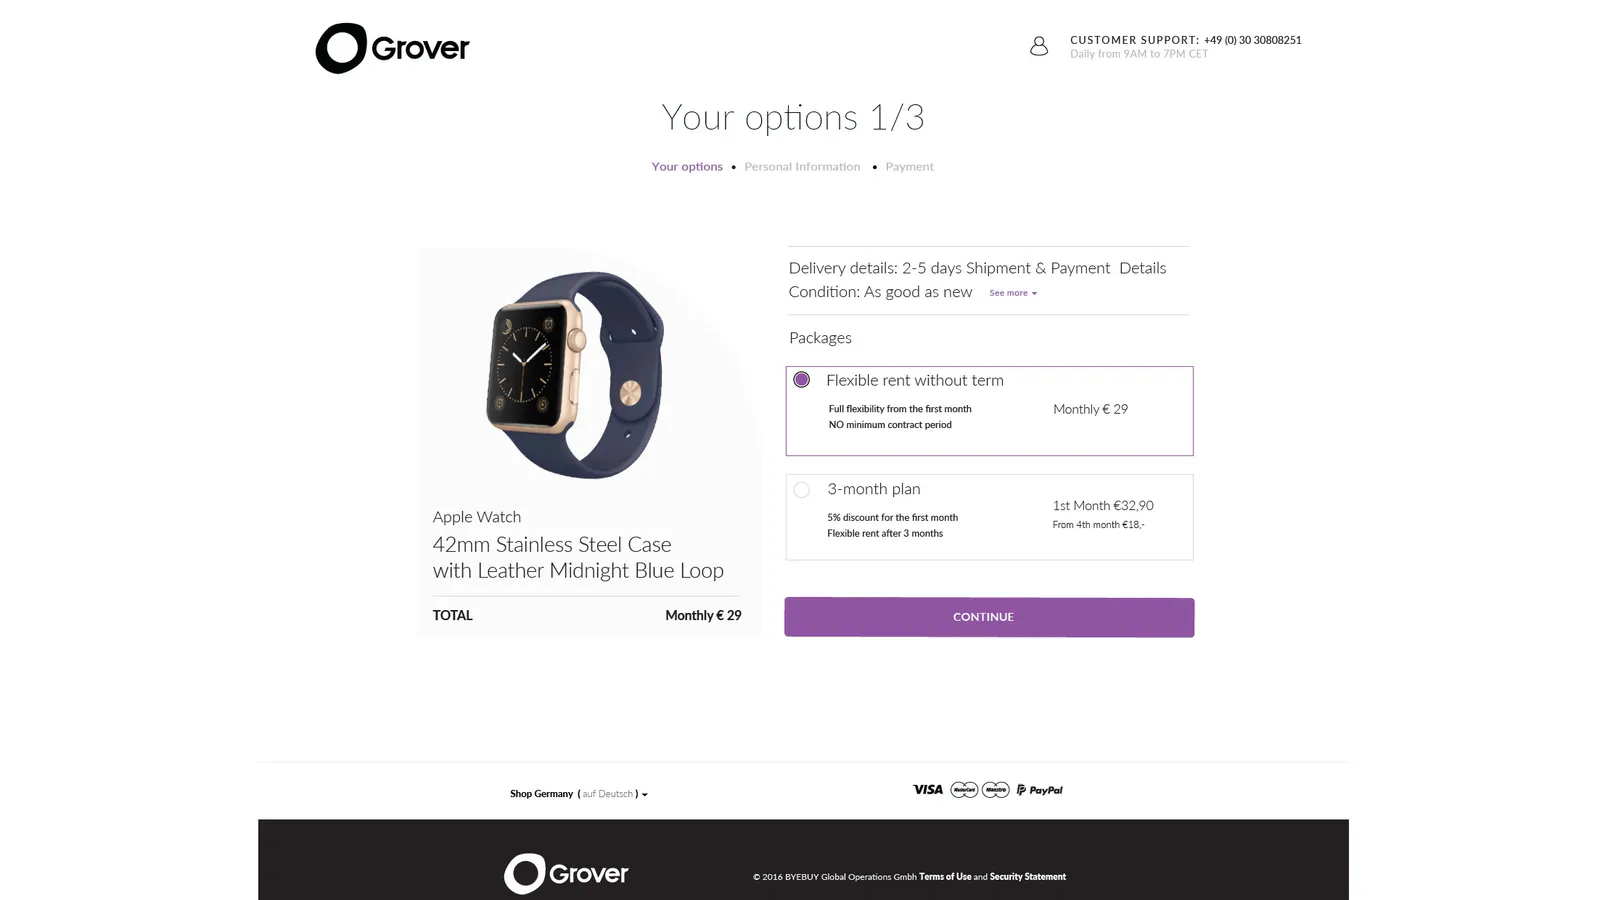 Grover
CUSTOMER SUPPORT: +49 (0) 30 30808251
Daily from 9AM to 7PM CET
Your options 1/3
Your options • Personal Information • Payment
Delivery details: 2-5 days Shipment & Payment Details
Condition: As good as new See more
Packages
Flexible rent without term
Full flexibility from the first month
NO minimum contract period
Monthly € 29
3-month plan
5% discount for the first month
Flexible rent after 3 months
1st Month €32,90
From 4th month €18,-
Apple Watch
42mm Stainless Steel Case
with Leather Midnight Blue Loop
TOTAL Monthly € 29
CONTINUE
Shop Germany ( auf Deutsch )
VISA MasterCard Maestro PayPal
Grover
© 2016 BYEBUY Global Operations Gmbh Terms of Use and Security Statement